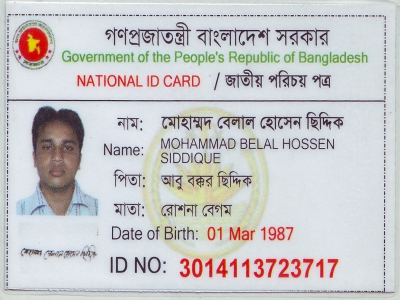 গণপ্রজাতন্ত্রী বাংলাদেশ সরকার
Government of the People's Republic of Bangladesh
NATIONAL ID CARD / জাতীয় পরিচয় পত্র
নাম: মোহাম্মদ বেলাল হোসেন ছিদ্দিক
Name: MOHAMMAD BELAL HOSSEN
SIDDIQUE
পিতা: আবু বক্কর ছিদ্দিক
মাতা: রোশনা বেগম
Date of Birth: 01 Mar 1987
ID NO: 3014113723717